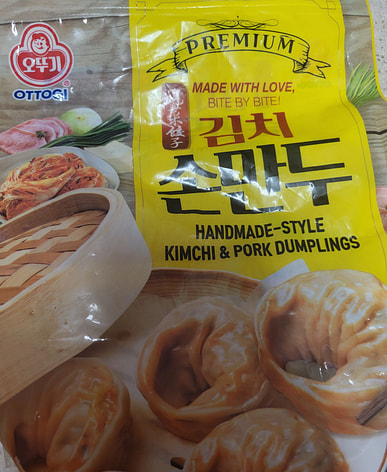 오뚜기
OTTOGI
PREMIUM
MADE WITH LOVE,
BITE BY BITE!
김치
손만두
HANDMADE-STYLE
KIMCHI & PORK DUMPLINGS